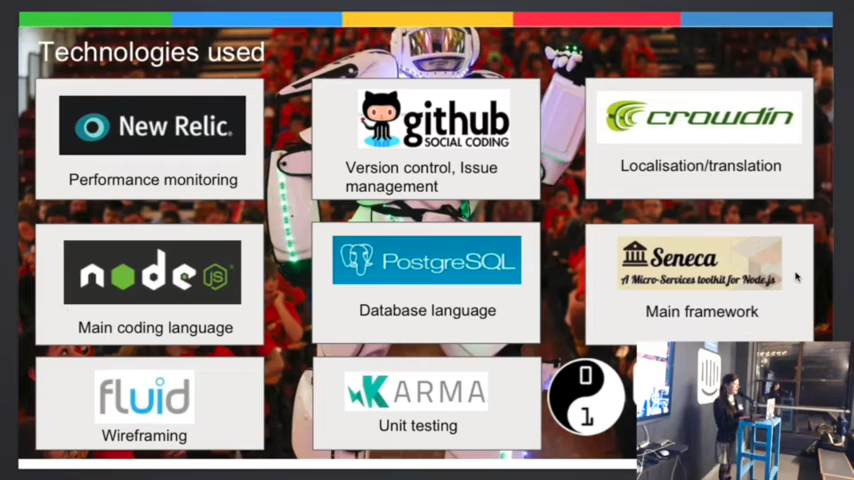 Technologies used
New Relic.
Performance monitoring
github
SOCIAL CODING
Version control, Issue
management
crowdin
Localisation/translation
node
JS
Main coding language
PostgreSQL
Database language
Seneca
A Micro-Services toolkit for Node.js
Main framework
fluid
Wireframing
KARMA
Unit testing
0
1